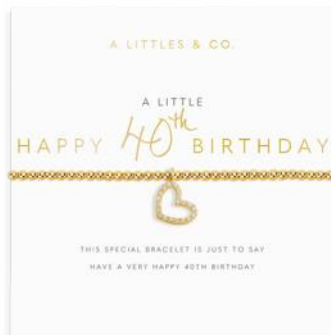 A LITTLES & CO.
A LITTLE
HAPPY 40th BIRTHDAY
THIS SPECIAL BRACELET IS JUST TO SAY
HAVE A VERY HAPPY 40TH BIRTHDAY